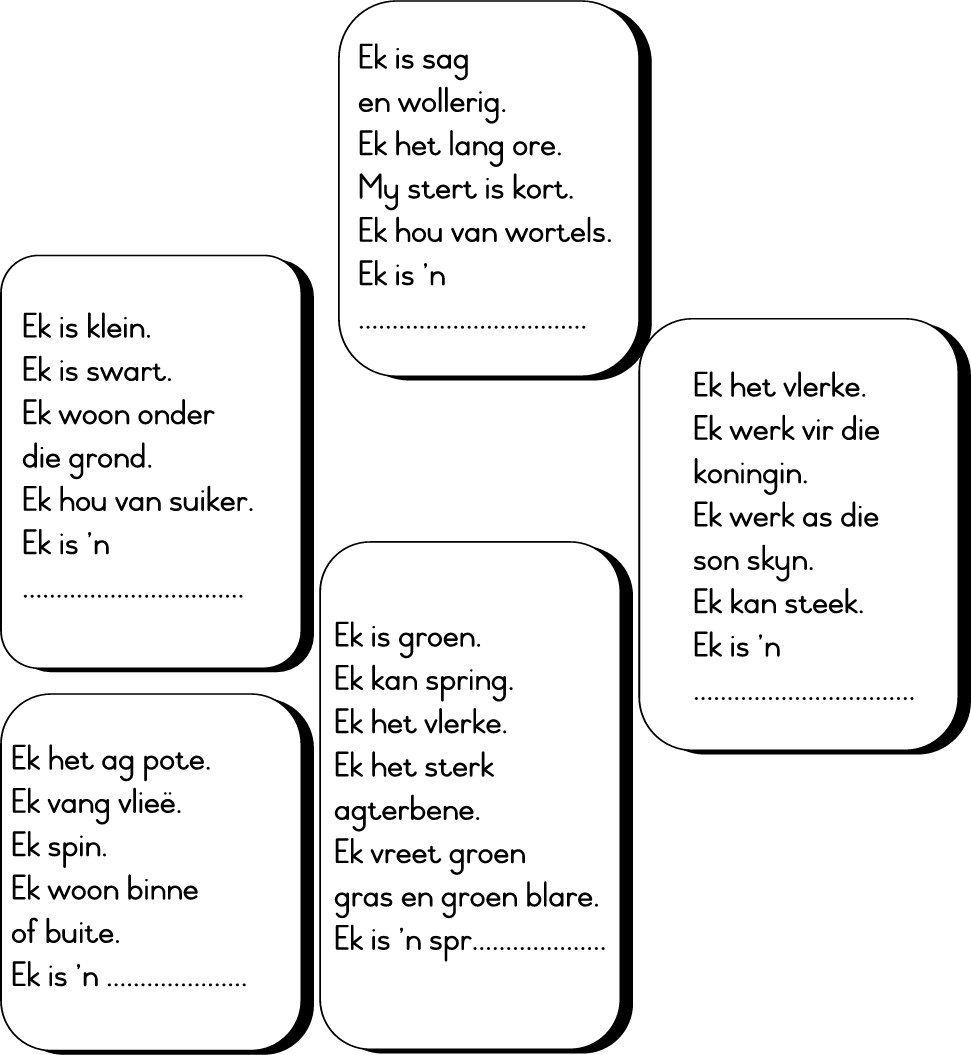 Ek is sag
en wollerig.
Ek het lang ore.
My stert is kort.
Ek hou van wortels.
Ek is 'n
..................................
Ek is klein.
Ek is swart.
Ek woon onder
die grond.
Ek hou van suiker.
Ek is 'n
.................................
Ek het vlerke.
Ek werk vir die
koningin.
Ek werk as die
son skyn.
Ek kan steek.
Ek is 'n
.................................
Ek het ag pote.
Ek vang vlieë.
Ek spin.
Ek woon binne
of buite.
Ek is 'n .....................
Ek is groen.
Ek kan spring.
Ek het vlerke.
Ek het sterk
agterbene.
Ek vreet groen
gras en groen blare.
Ek is 'n spr....................